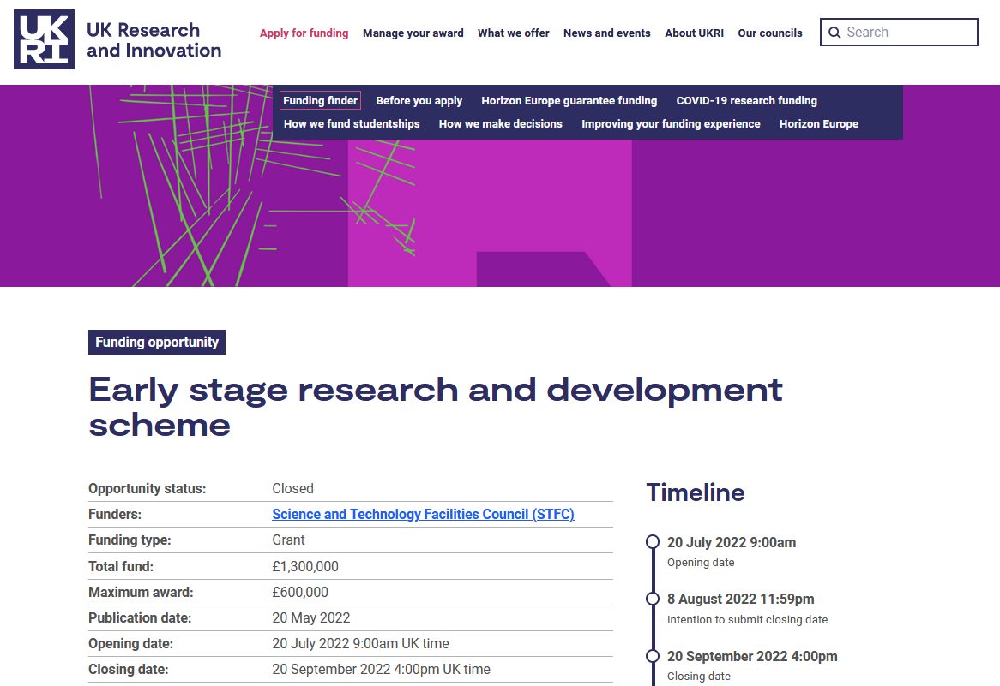 UK
RI
UK Research
and Innovation
Apply for funding Manage your award What we offer News and events About UKRI Our councils
Search
Funding finder Before you apply Horizon Europe guarantee funding COVID-19 research funding
How we fund studentships How we make decisions Improving your funding experience Horizon Europe
Funding opportunity
Early stage research and development
scheme
Opportunity status: Closed
Funders: Science and Technology Facilities Council (STFC)
Funding type: Grant
Total fund: £1,300,000
Maximum award: £600,000
Publication date: 20 May 2022
Opening date: 20 July 2022 9:00am UK time
Closing date: 20 September 2022 4:00pm UK time
Timeline
20 July 2022 9:00am
Opening date
8 August 2022 11:59pm
Intention to submit closing date
20 September 2022 4:00pm
Closing date